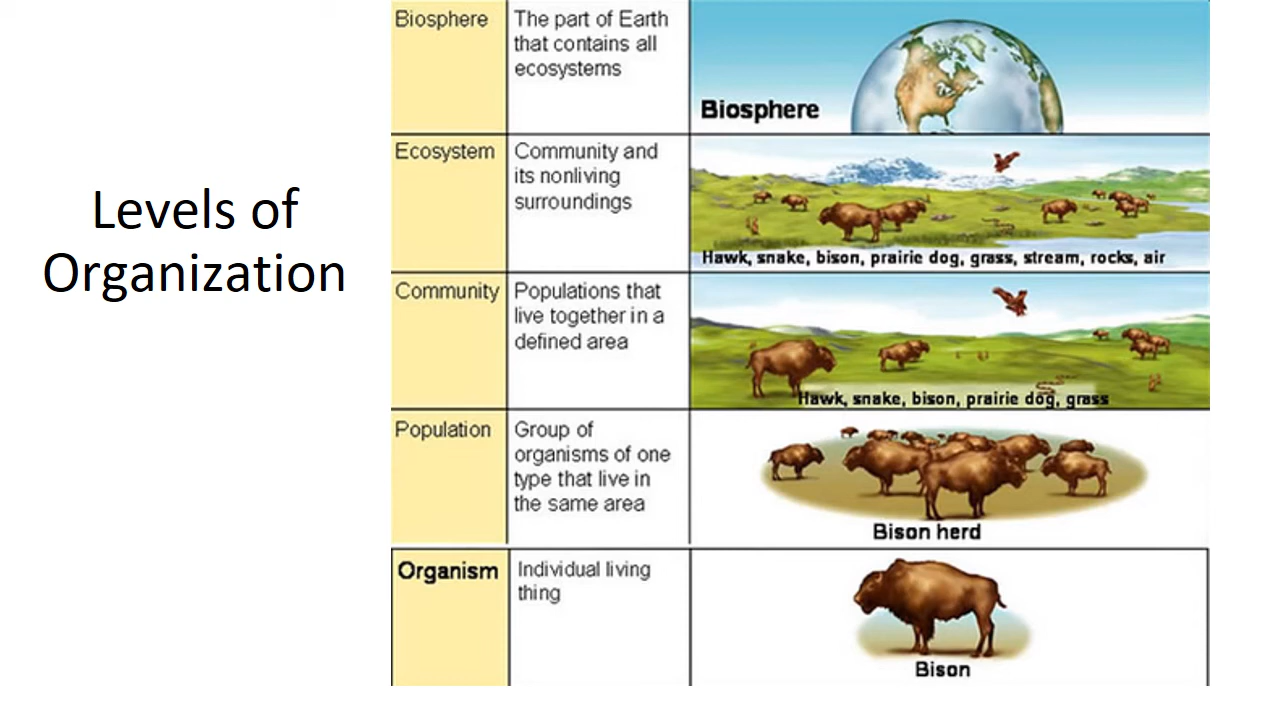 Levels of
Organization
Biosphere
The part of Earth
that contains all
ecosystems
Biosphere
Ecosystem
Community and
its nonliving
surroundings
Hawk, snake, bison, prairie dog, grass, stream, rocks, air
Community
Populations that
live together in a
defined area
Hawk, snake, bison, prairie dog, grass
Population
Group of
organisms of one
type that live in
the same area
Bison herd
Organism
Individual living
thing
Bison